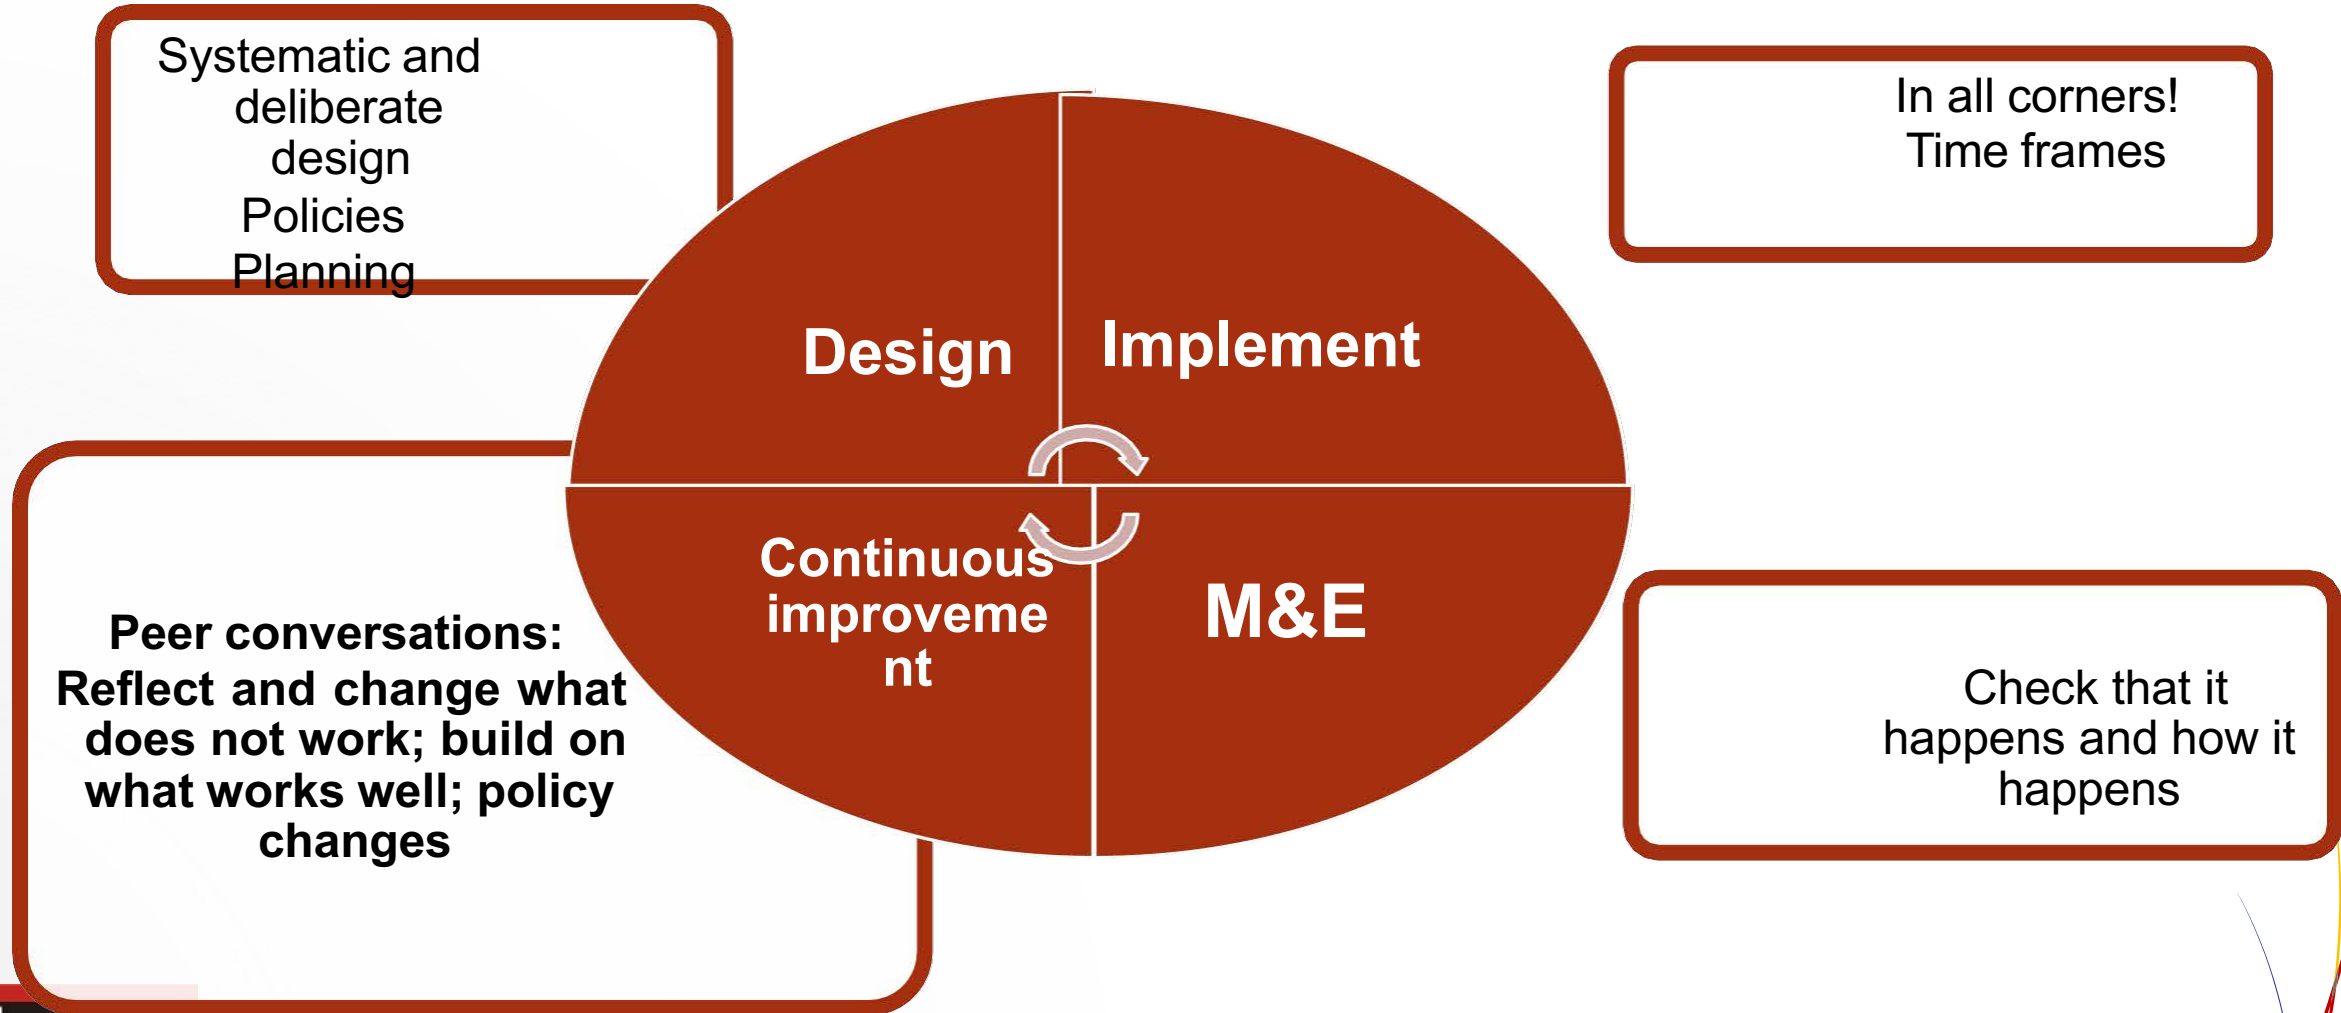 Systematic and
deliberate
design
Policies
Planning
In all corners!
Time frames
Design
Implement
Continuous
improveme
nt
M&E
Peer conversations:
Reflect and change what
does not work; build on
what works well; policy
changes
Check that it
happens and how it
happens